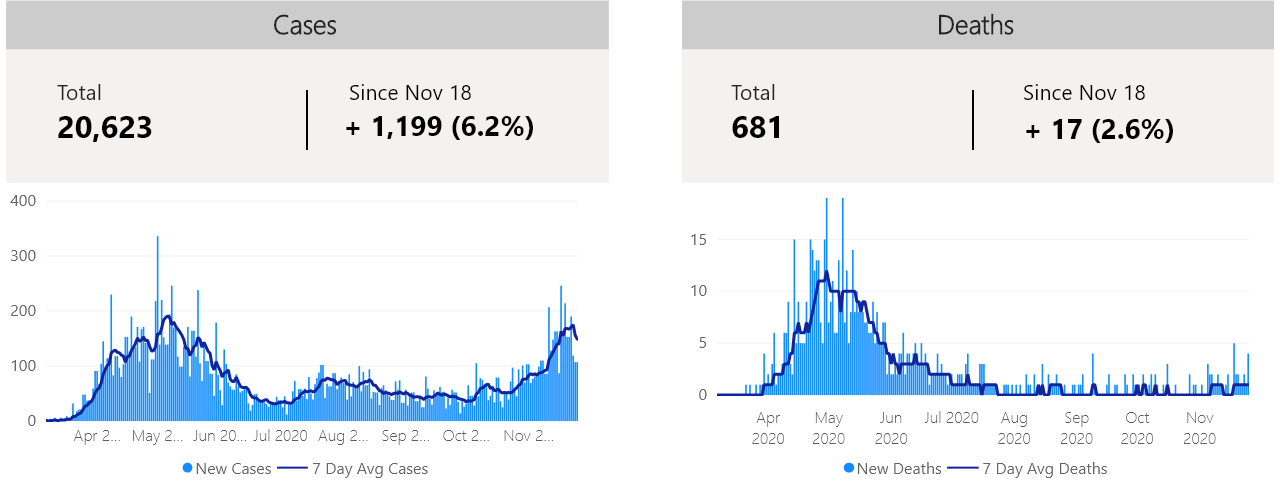 Cases
Total
Since Nov 18
20,623
+ 1,199 (6.2%)
400
300
200
100
0
Apr 2... May 2... Jun 20... Jul 2020 Aug 2... Sep 2... Oct 2... Nov 2...
New Cases 7 Day Avg Cases
Deaths
Total
Since Nov 18
681
+ 17 (2.6%)
15
10
5
0
Apr May Jun Jul 2020 Aug Sep Oct Nov
2020 2020 2020 2020 2020 2020 2020
New Deaths 7 Day Avg Deaths